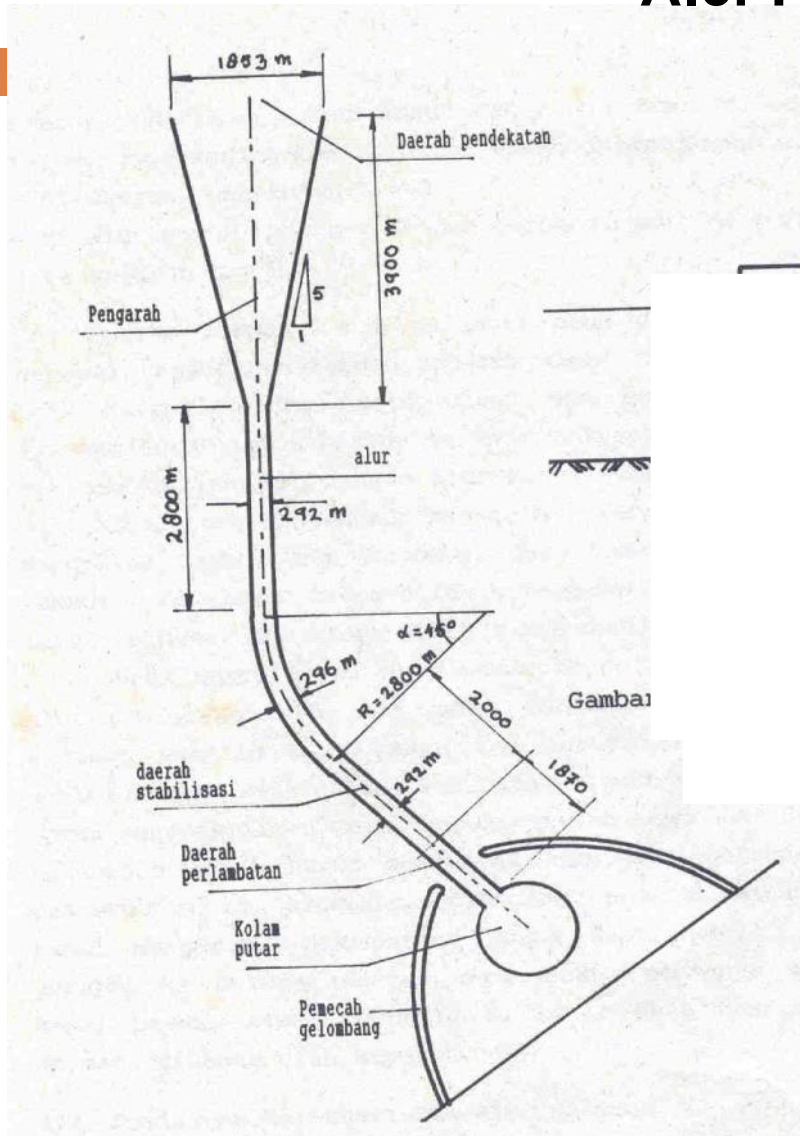 1853 m
Daerah pendekatan
3900 m
5
1
Pengarah
alur
2800 m
292 m
α=45°
296 m
R=2800 m
2000
Gambar
1870
292 m
daerah
stabilisasi
Daerah
perlambatan
Kolam
putar
Pemecah
gelombang